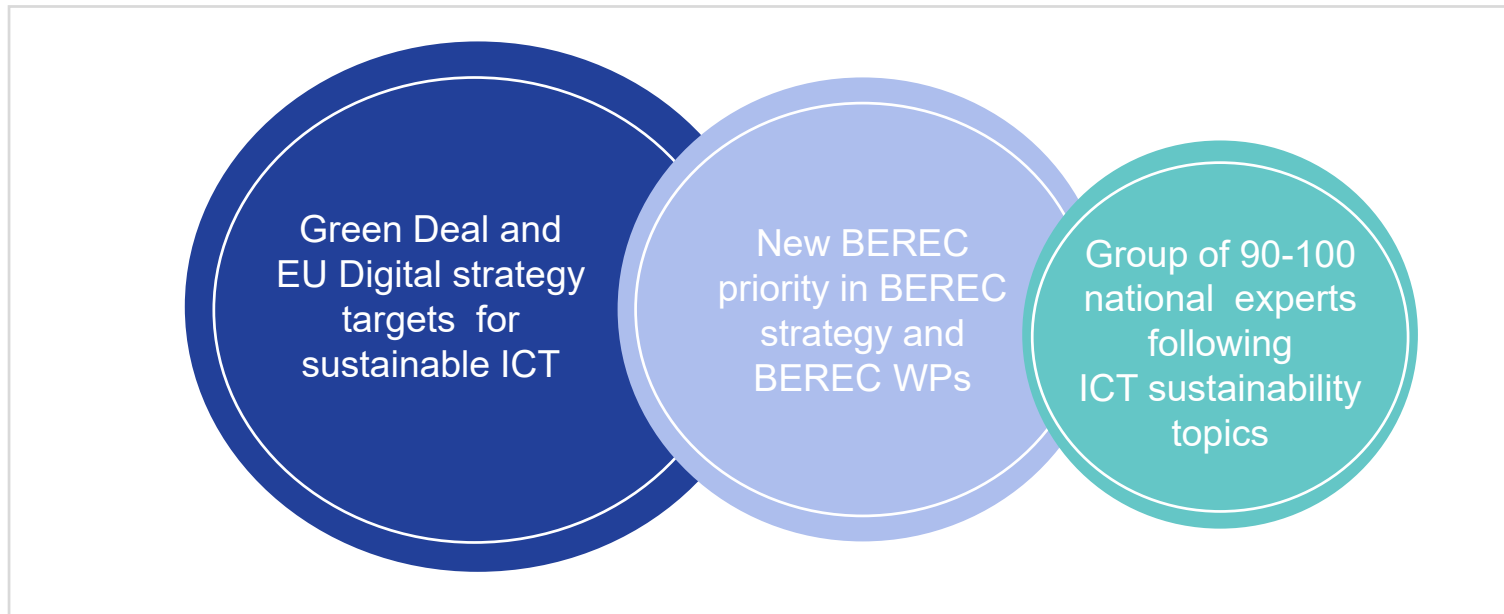 Green Deal and
EU Digital strategy
targets  for
sustainable ICT
New BEREC
priority in BEREC
strategy and
BEREC WPs
Group of 90-100
national  experts
following
ICT sustainability
topics